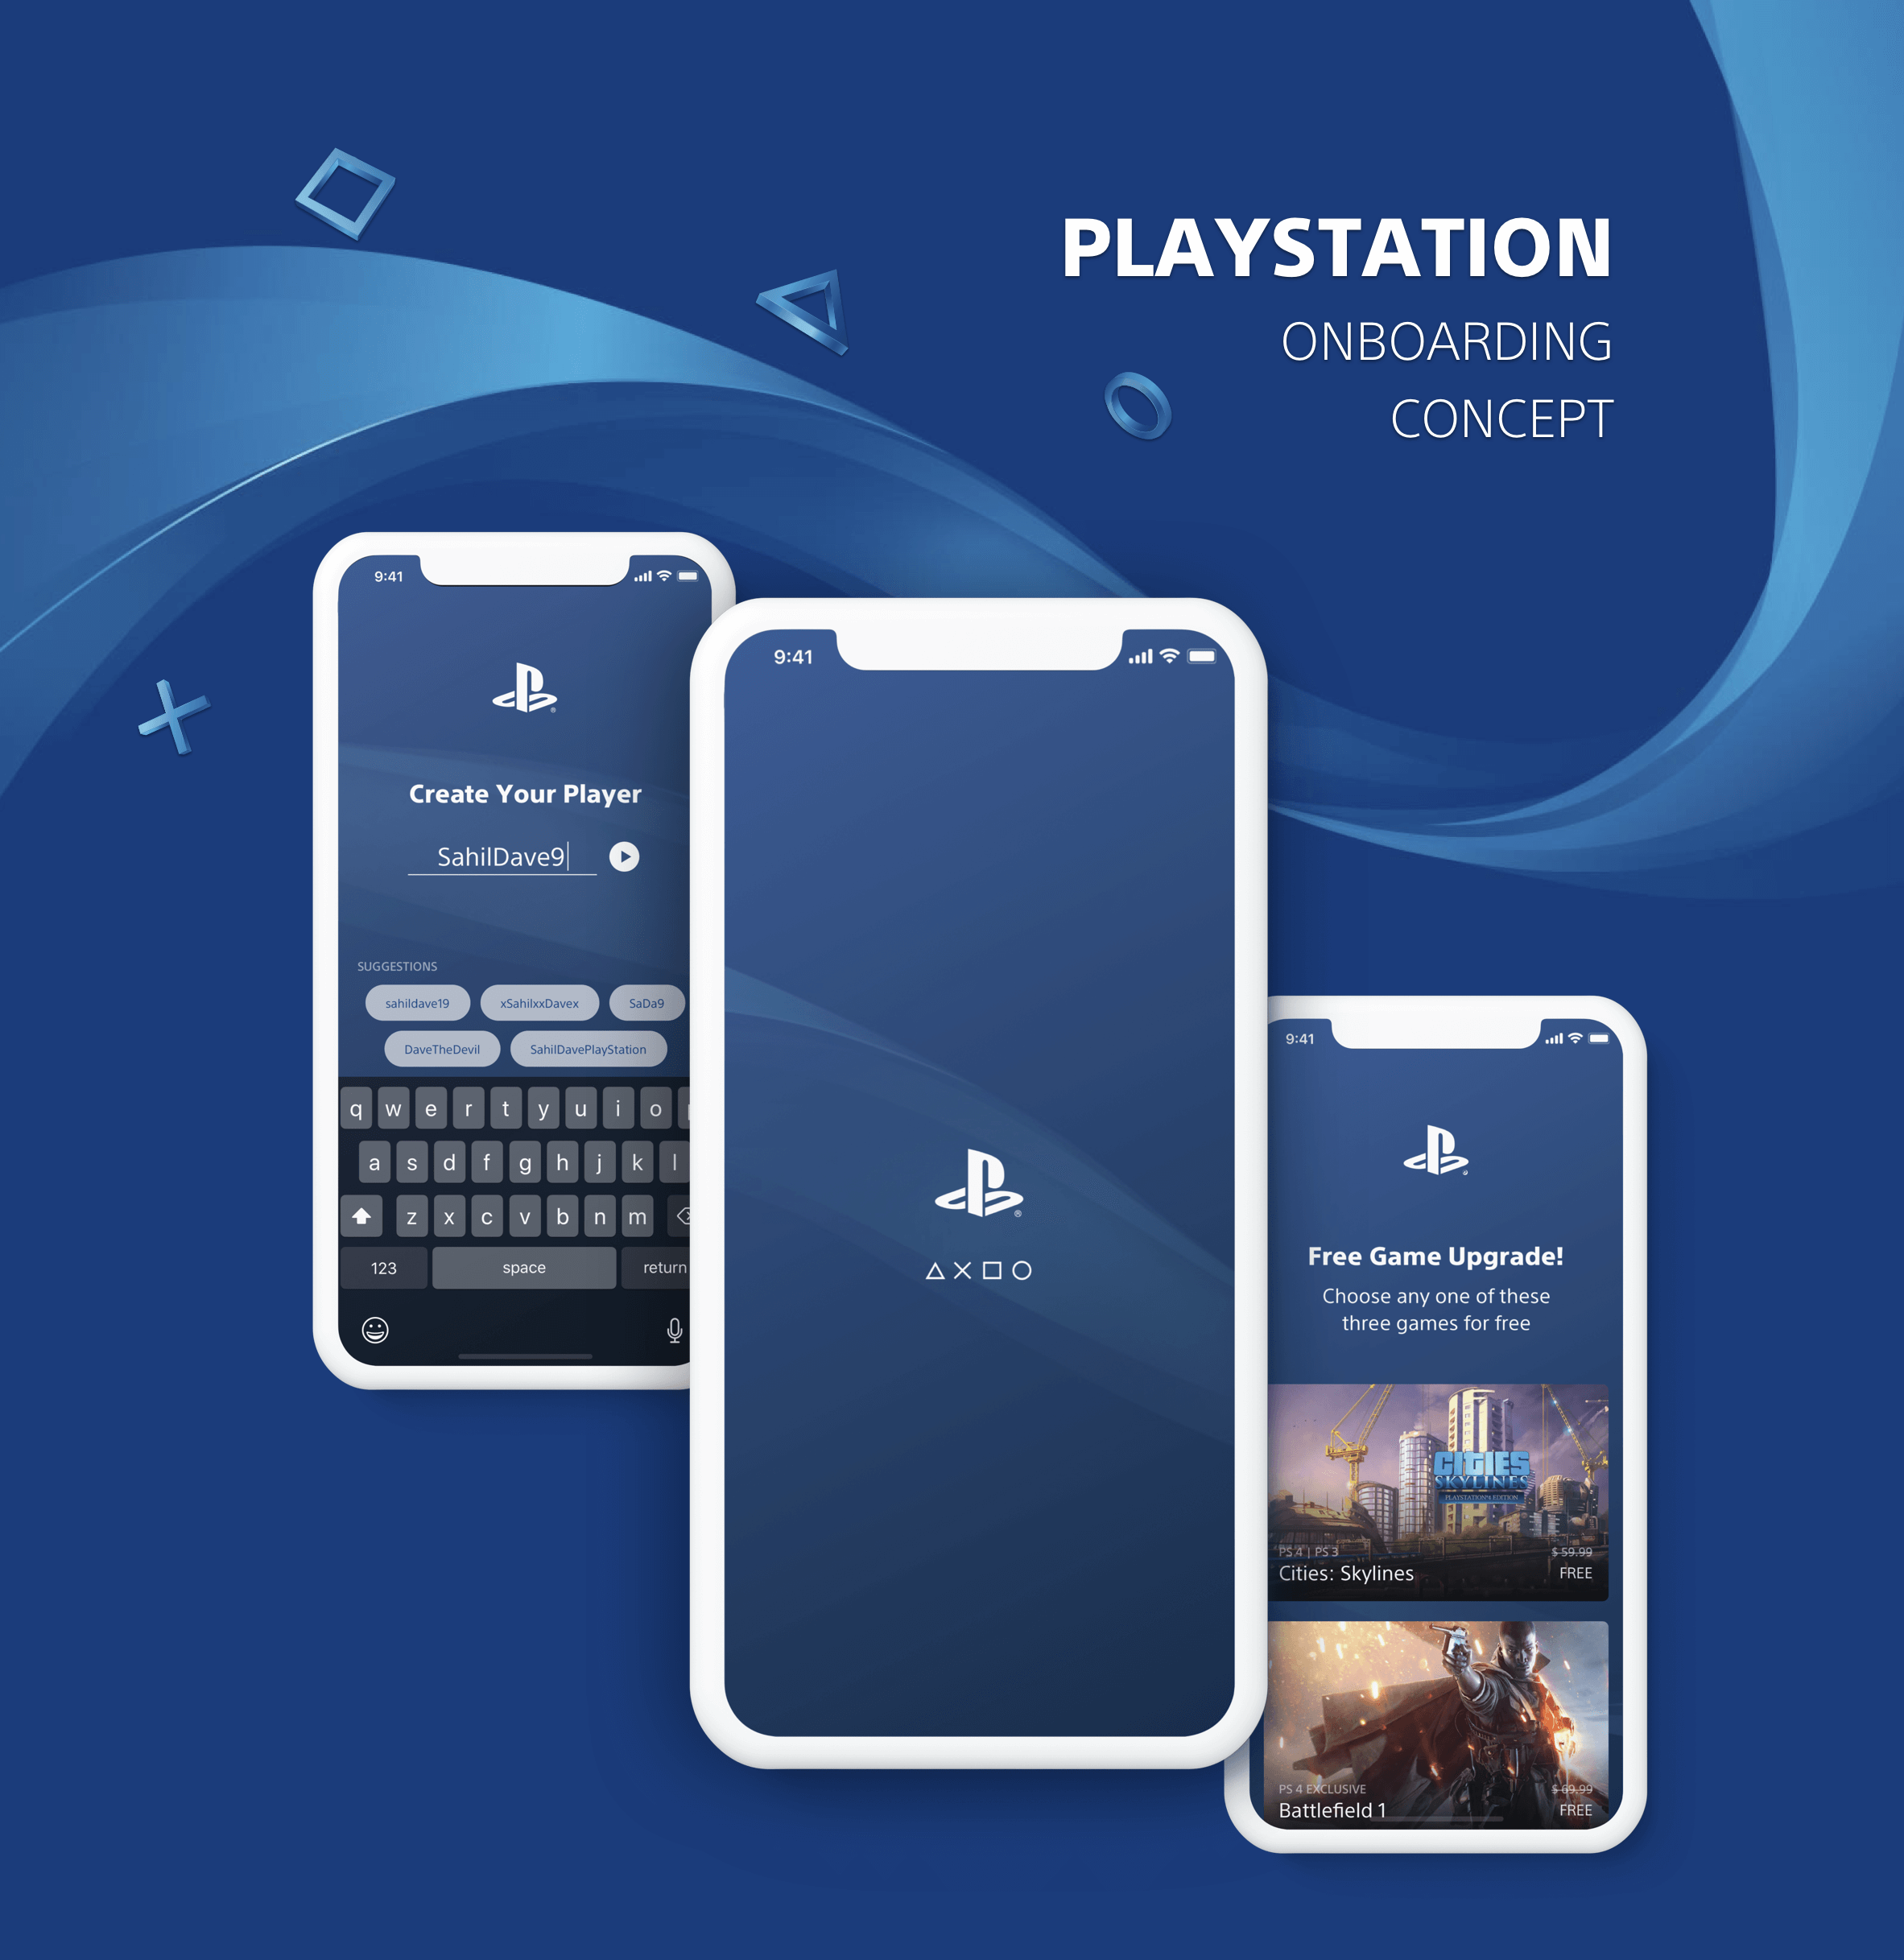 PLAYSTATION
ONBOARDING
CONCEPT
9:41
Create Your Player
SahilDave9
SUGGESTIONS
sahildave19 xSahilxxDavex SaDa9
DaveTheDevil SahilDavePlayStation
q w e r t y u i o
a s d f g h j k l
z x c v b n m
123 space return
9:41
9:41
Free Game Upgrade!
Choose any one of these
three games for free
CITIES
SKYLINES
PLAYSTATION®4 EDITION
PS 4 | PS 3 $ 59.99
Cities: Skylines FREE
PS 4 EXCLUSIVE $ 69.99
Battlefield 1 FREE